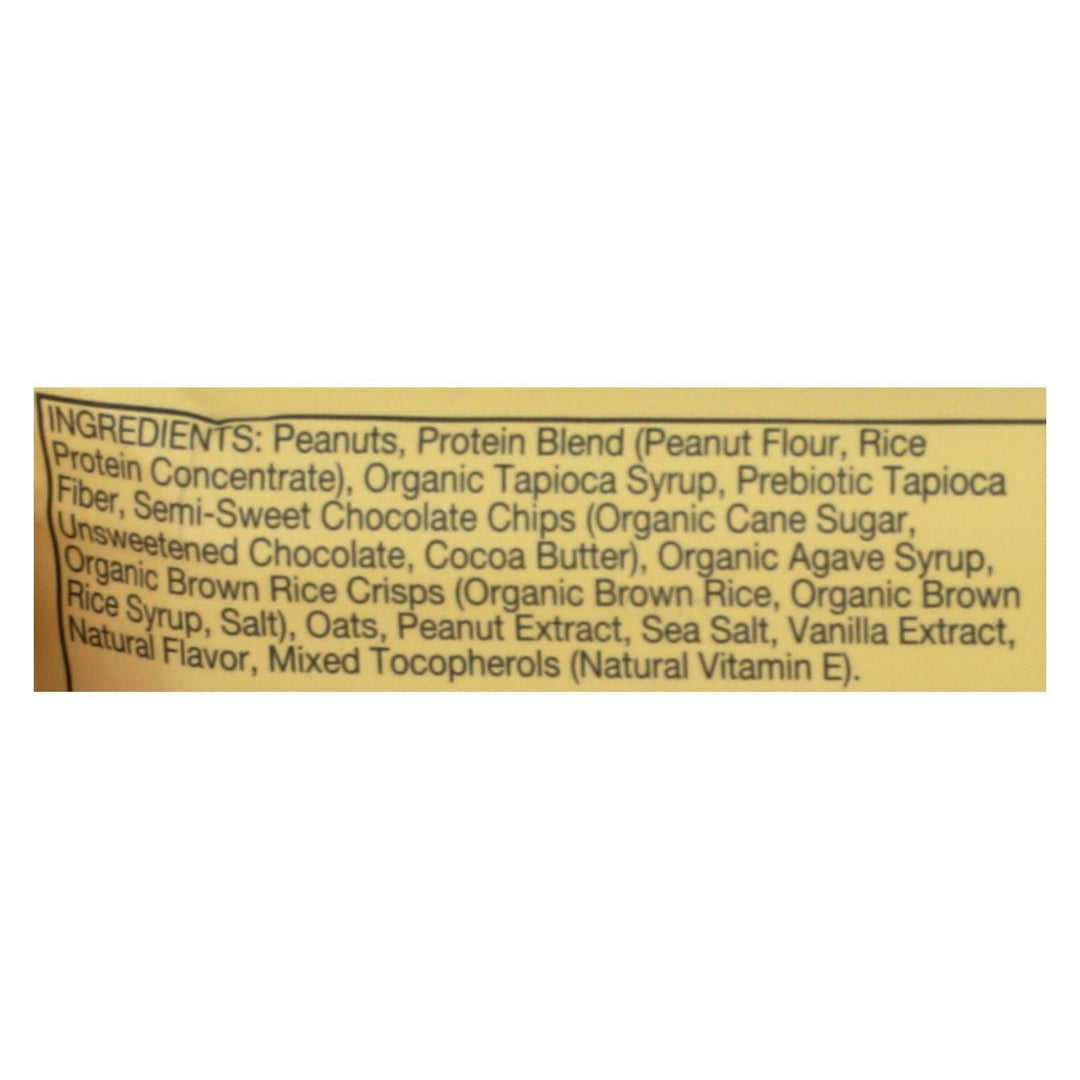 INGREDIENTS: Peanuts, Protein Blend (Peanut Flour, Rice
Protein Concentrate), Organic Tapioca Syrup, Prebiotic Tapioca
Fiber, Semi-Sweet Chocolate Chips (Organic Cane Sugar,
Unsweetened Chocolate, Cocoa Butter), Organic Agave Syrup,
Organic Brown Rice Crisps (Organic Brown Rice, Organic Brown
Rice Syrup, Salt), Oats, Peanut Extract, Sea Salt, Vanilla Extract,
Natural Flavor, Mixed Tocopherols (Natural Vitamin E).